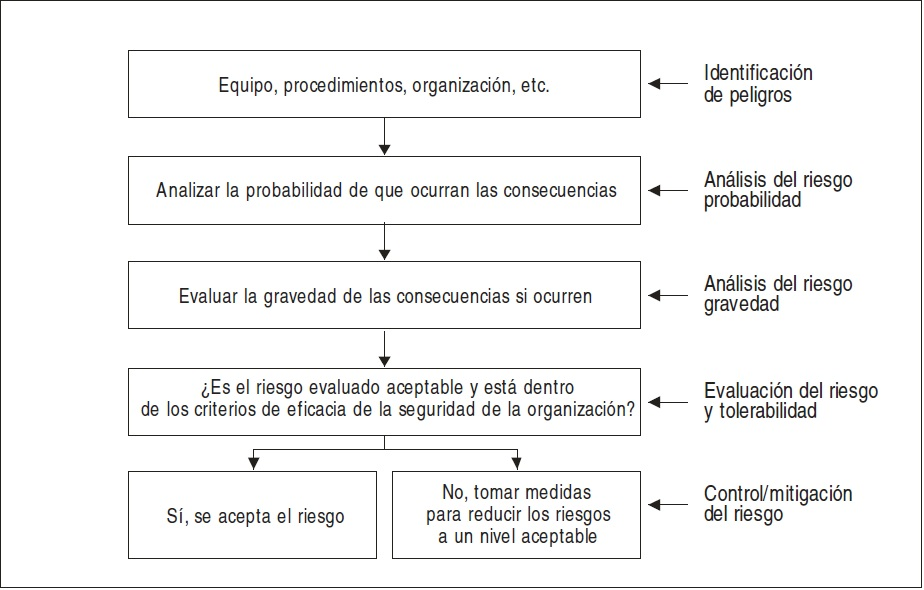 Equipo, procedimientos, organización, etc.
Identificación
de peligros
Analizar la probabilidad de que ocurran las consecuencias
Análisis del riesgo
probabilidad
Evaluar la gravedad de las consecuencias si ocurren
Análisis del riesgo
gravedad
¿Es el riesgo evaluado aceptable y está dentro
de los criterios de eficacia de la seguridad de la organización?
Evaluación del riesgo
y tolerabilidad
Sí, se acepta el riesgo
No, tomar medidas
para reducir los riesgos
a un nivel aceptable
Control/mitigación
del riesgo